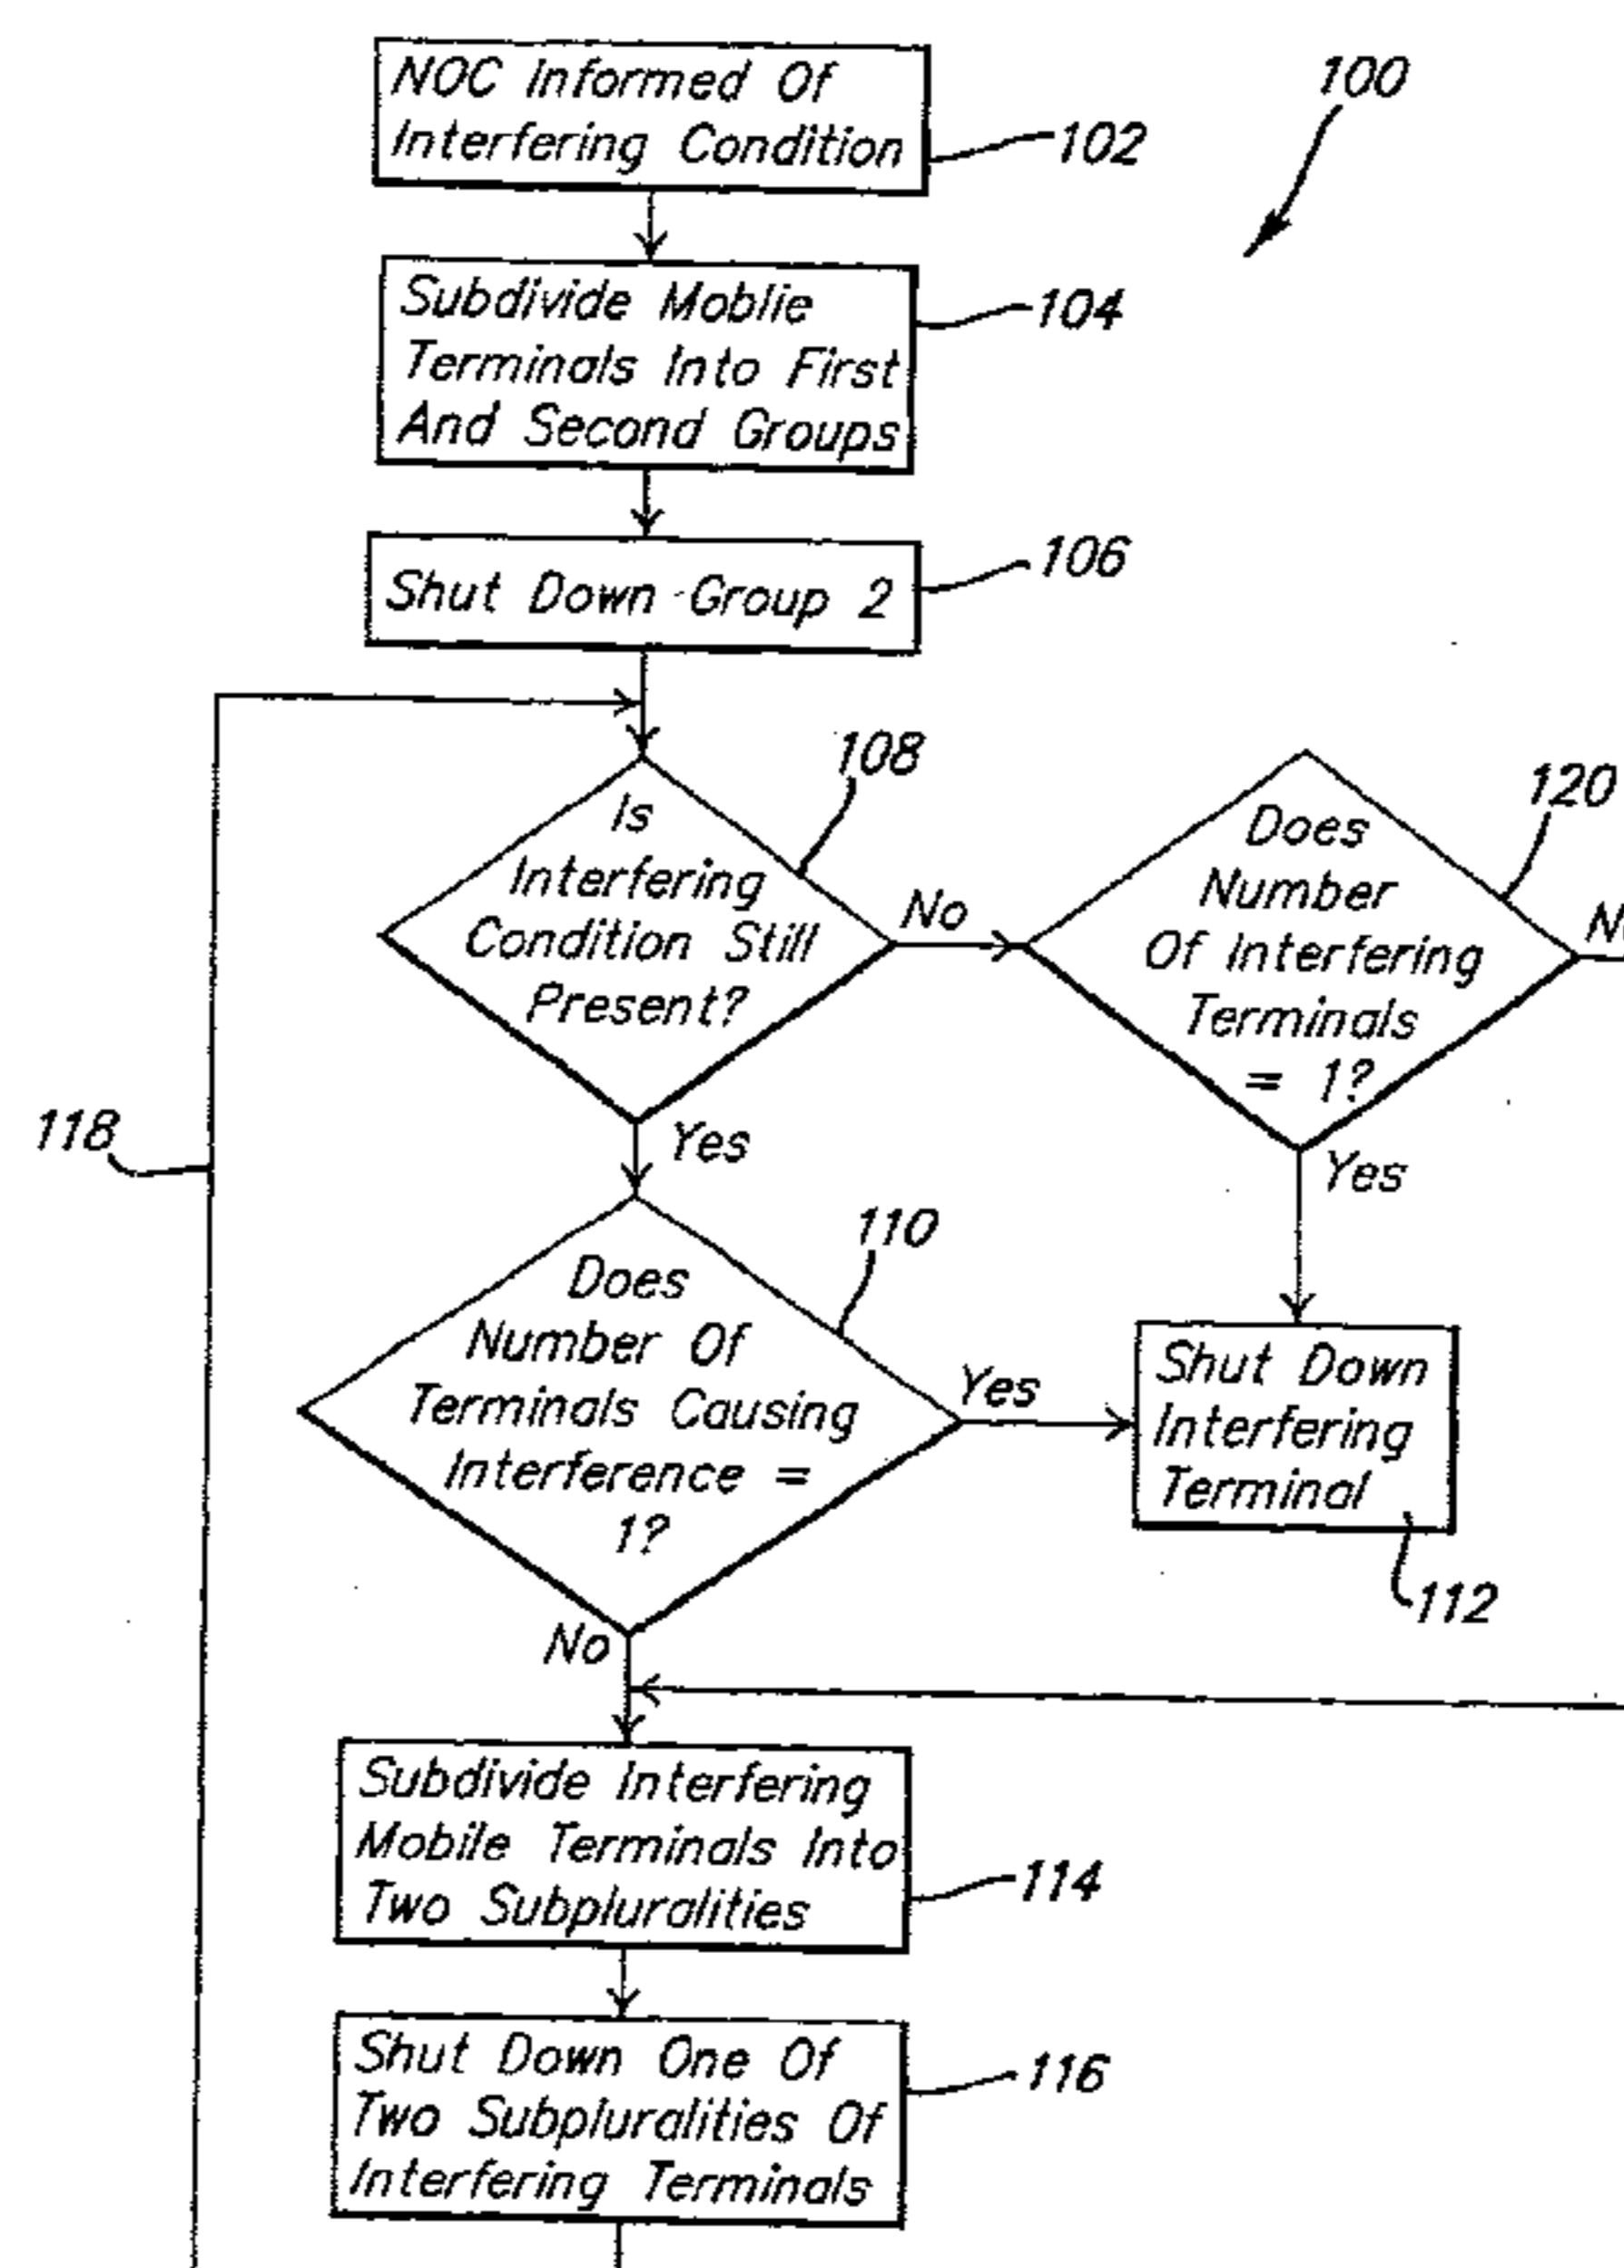 NOC Informed Of
Interfering Condition
102
100
Subdivide Moblie
Terminals Into First
And Second Groups
104
Shut Down Group 2
106
108
Is
Interfering
Condition Still
Present?
No
Yes
120
Does
Number
Of Interfering
Terminals
= 1?
Yes
118
110
Does
Number Of
Terminals Causing
Interference =
1?
Yes
No
Shut Down
Interfering
Terminal
112
Subdivide Interfering
Mobile Terminals Into
Two Subpluralities
114
Shut Down One Of
Two Subpluralities Of
Interfering Terminals
116